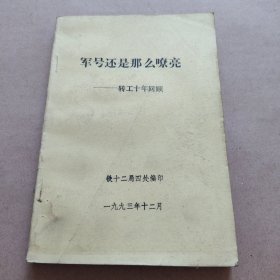 军号还是那么嘹亮
———转工十年回顾
铁十二局四处编印
一九九三年十二月